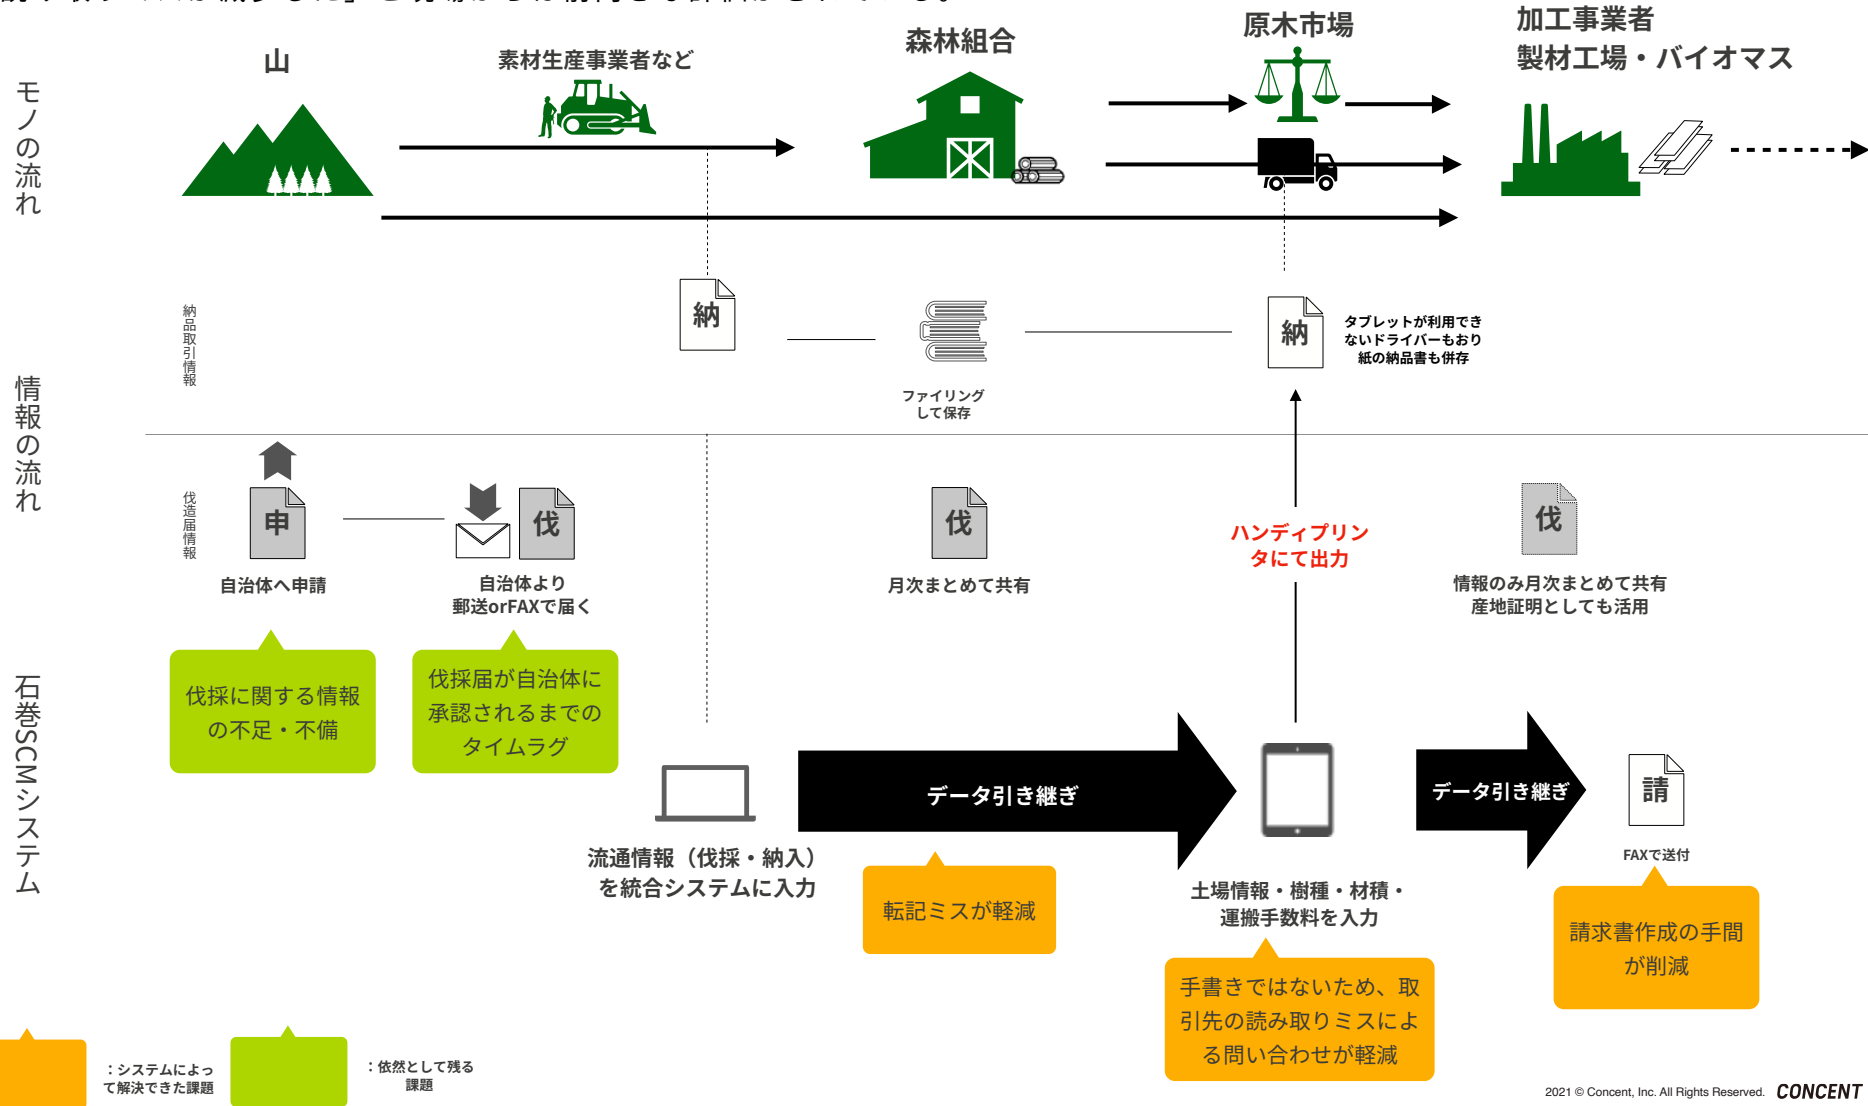 モノの流れ
山
素材生産事業者など
森林組合
原木市場
加工事業者
製材工場・バイオマス
情報の流れ
納品取引情報
納
ファイリング
して保存
納
タブレットが利用でき
ないドライバーもおり
紙の納品書も併存
伐造届情報
申
自治体へ申請
伐
自治体より
郵送orFAXで届く
伐
月次まとめて共有
ハンディプリン
タにて出力
伐
情報のみ月次まとめて共有
産地証明としても活用
石巻SCMシステム
伐採に関する情報
の不足・不備
伐採届が自治体に
承認されるまでの
タイムラグ
流通情報（伐採・納入）
を統合システムに入力
データ引き継ぎ
転記ミスが軽減
土場情報・樹種・材積・
運搬手数料を入力
手書きではないため、取
引先の読み取りミスによ
る問い合わせが軽減
データ引き継ぎ
請
FAXで送付
請求書作成の手間
が削減
：システムによっ
て解決できた課題
：依然として残る
課題
2021 © Concent, Inc. All Rights Reserved.
CONCENT